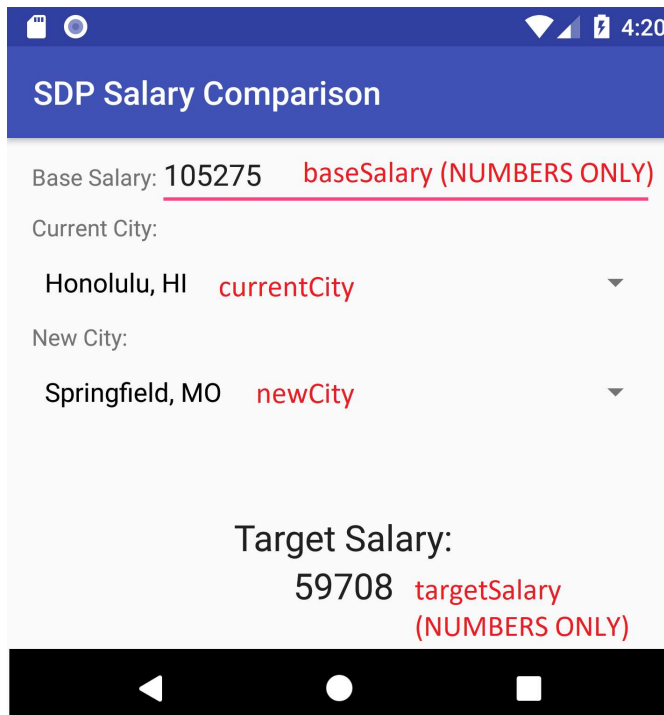 4:20
SDP Salary Comparison
Base Salary: 105275 baseSalary (NUMBERS ONLY)
Current City:
Honolulu, HI currentCity
New City:
Springfield, MO newCity
Target Salary:
59708 targetSalary
(NUMBERS ONLY)